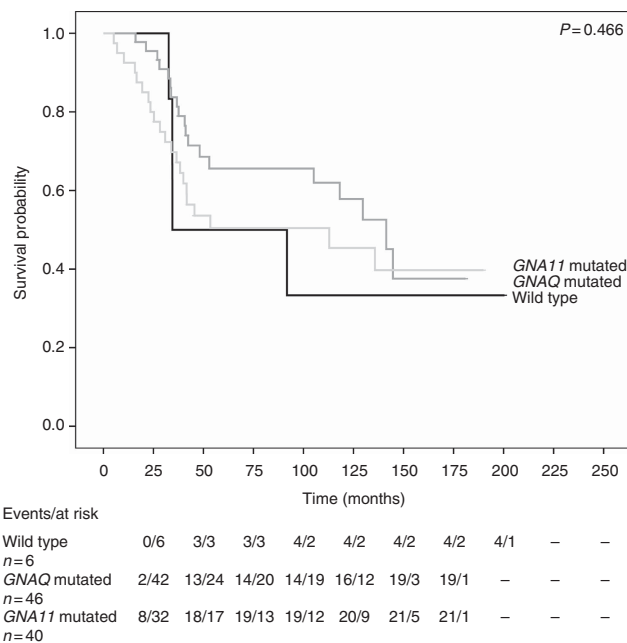 P=0.466
1.0
0.8
0.6
0.4
0.2
0.0
Survival probability
GNA11 mutated
GNAQ mutated
Wild type
0 25 50 75 100 125 150 175 200 225 250
Time (months)
Events/at risk
Wild type 0/6 3/3 3/3 4/2 4/2 4/2 4/2 4/1 – –
n=6
GNAQ mutated 2/42 13/24 14/20 14/19 16/12 19/3 19/1 – – –
n=46
GNA11 mutated 8/32 18/17 19/13 19/12 20/9 21/5 21/1 – – –
n=40